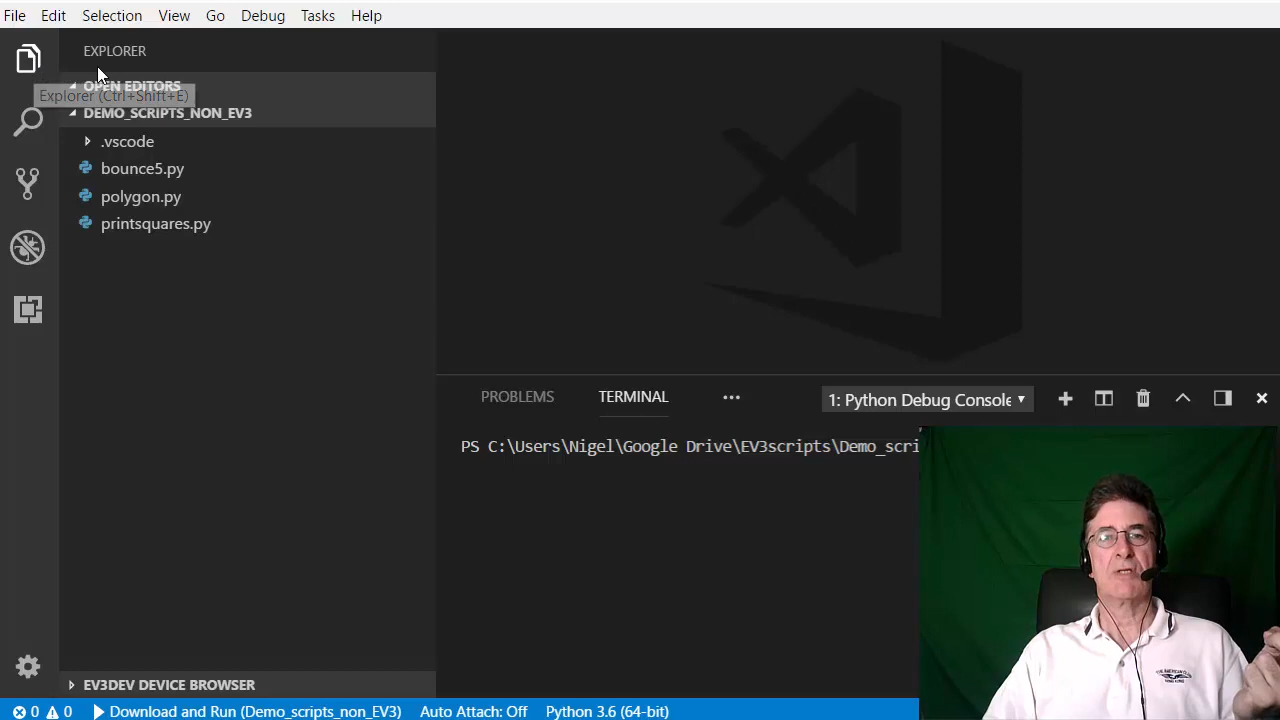 File Edit Selection View Go Debug Tasks Help
EXPLORER
OPEN EDITORS
Explorer (Ctrl+Shift+E)
DEMO_SCRIPTS_NON_EV3
.vscode
bounce5.py
polygon.py
printsquares.py
PROBLEMS TERMINAL ••• 1: Python Debug Console
PS C:\Users\Nigel\Google Drive\EV3scripts\Demo_scri
EV3DEV DEVICE BROWSER
0 0 Download and Run (Demo_scripts_non_EV3) Auto Attach: Off Python 3.6 (64-bit)